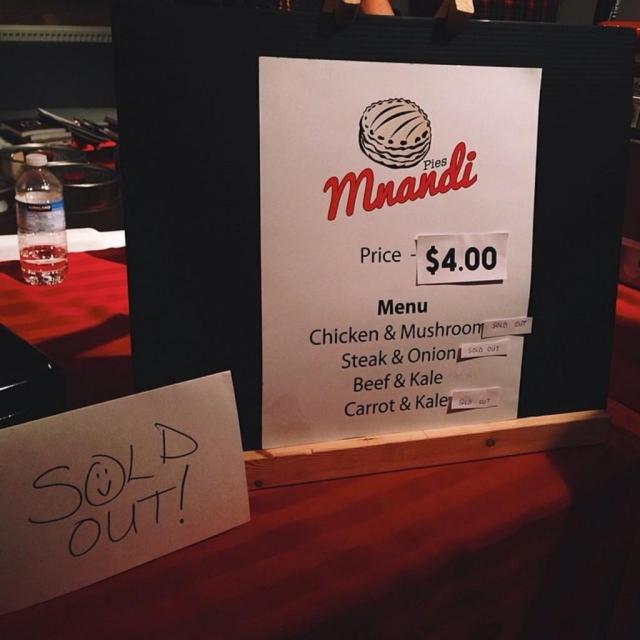 Pies
Mnandi
Price - $4.00
Menu
Chicken & Mushroom SOLD OUT
Steak & Onion SOLD OUT
Beef & Kale
Carrot & Kale SOLD OUT
SOLD
OUT!